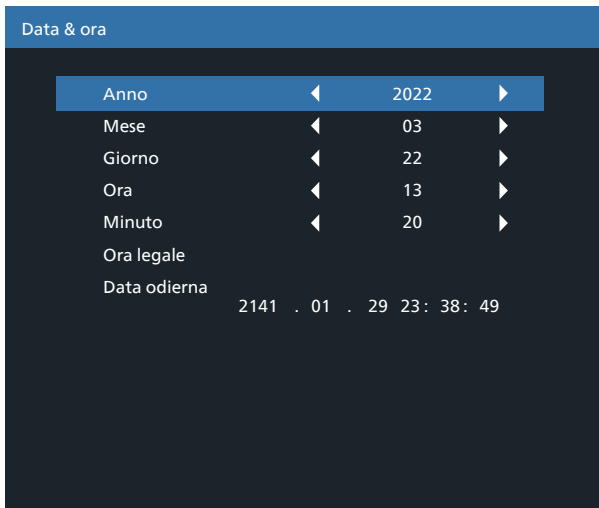 Data & ora
Anno 2022
Mese 03
Giorno 22
Ora 13
Minuto 20
Ora legale
Data odierna
2141 . 01 . 29 23: 38: 49